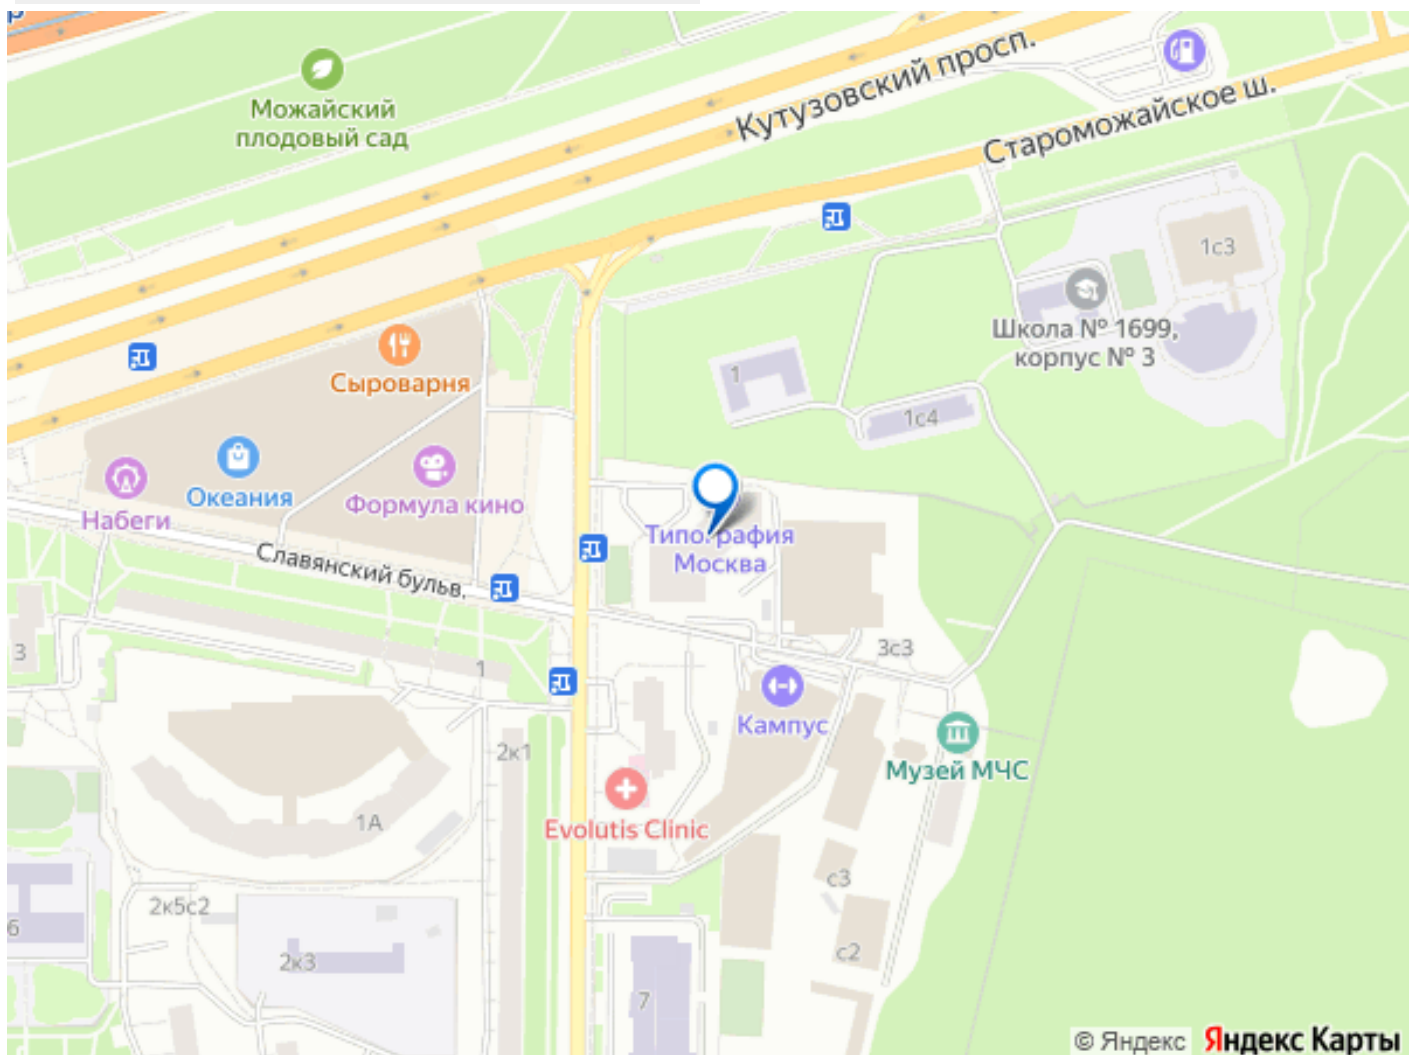 р
Можайский
плодовый сад
Кутузовский просп.
Староможайское ш.
1с3
Школа № 1699,
корпус № 3
Сыроварня
1
1с4
Океания
Формула кино
Набеги
Типография
Москва
Славянский бульв.
3
1
3с3
Кампус
2к1
Музей МЧС
1А
Evolutis Clinic
с3
2к5с2
6
2к3
с2
7
© Яндекс Яндекс Карты